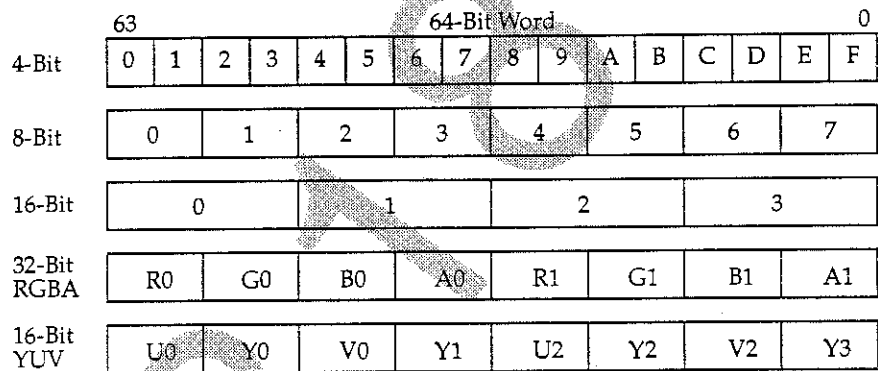 63 64-Bit Word 0
4-Bit 0 1 2 3 4 5 6 7 8 9 A B C D E F
8-Bit 0 1 2 3 4 5 6 7
16-Bit 0 1 2 3
32-Bit
RGBA R0 G0 B0 A0 R1 G1 B1 A1
16-Bit
YUV U0 Y0 V0 Y1 U2 Y2 V2 Y3